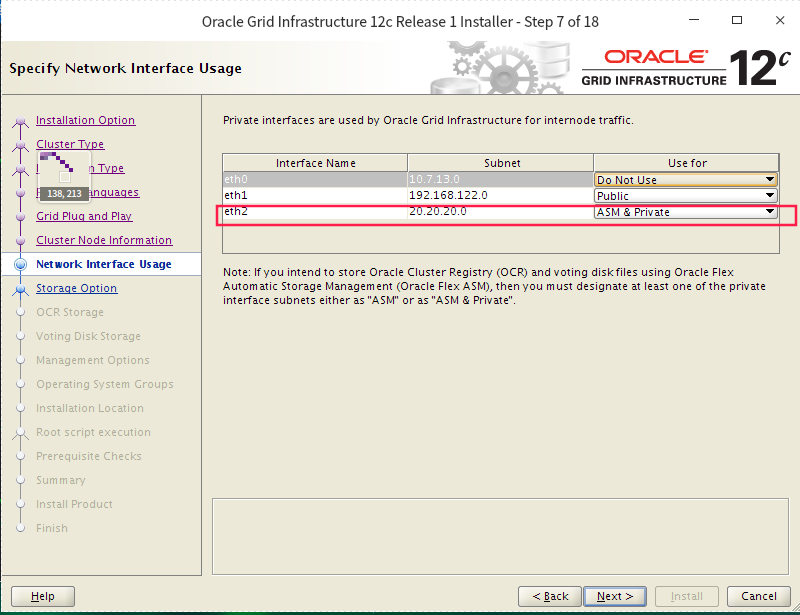 Oracle Grid Infrastructure 12c Release 1 Installer - Step 7 of 18
Specify Network Interface Usage
ORACLE
GRID INFRASTRUCTURE
12c
Installation Option
Cluster Type
n Type
anguages
Grid Plug and Play
Cluster Node Information
Network Interface Usage
Storage Option
OCR Storage
Voting Disk Storage
Management Options
Operating System Groups
Installation Location
Root script execution
Prerequisite Checks
Summary
Install Product
Finish
138, 213
Private interfaces are used by Oracle Grid Infrastructure for internode traffic.
Interface Name Subnet Use for
eth0 10.7.13.0 Do Not Use
eth1 192.168.122.0 Public
eth2 20.20.20.0 ASM & Private
Note: If you intend to store Oracle Cluster Registry (OCR) and voting disk files using Oracle Flex
Automatic Storage Management (Oracle Flex ASM), then you must designate at least one of the private
interface subnets either as "ASM" or as "ASM & Private".
Help
< Back
Next >
Install
Cancel